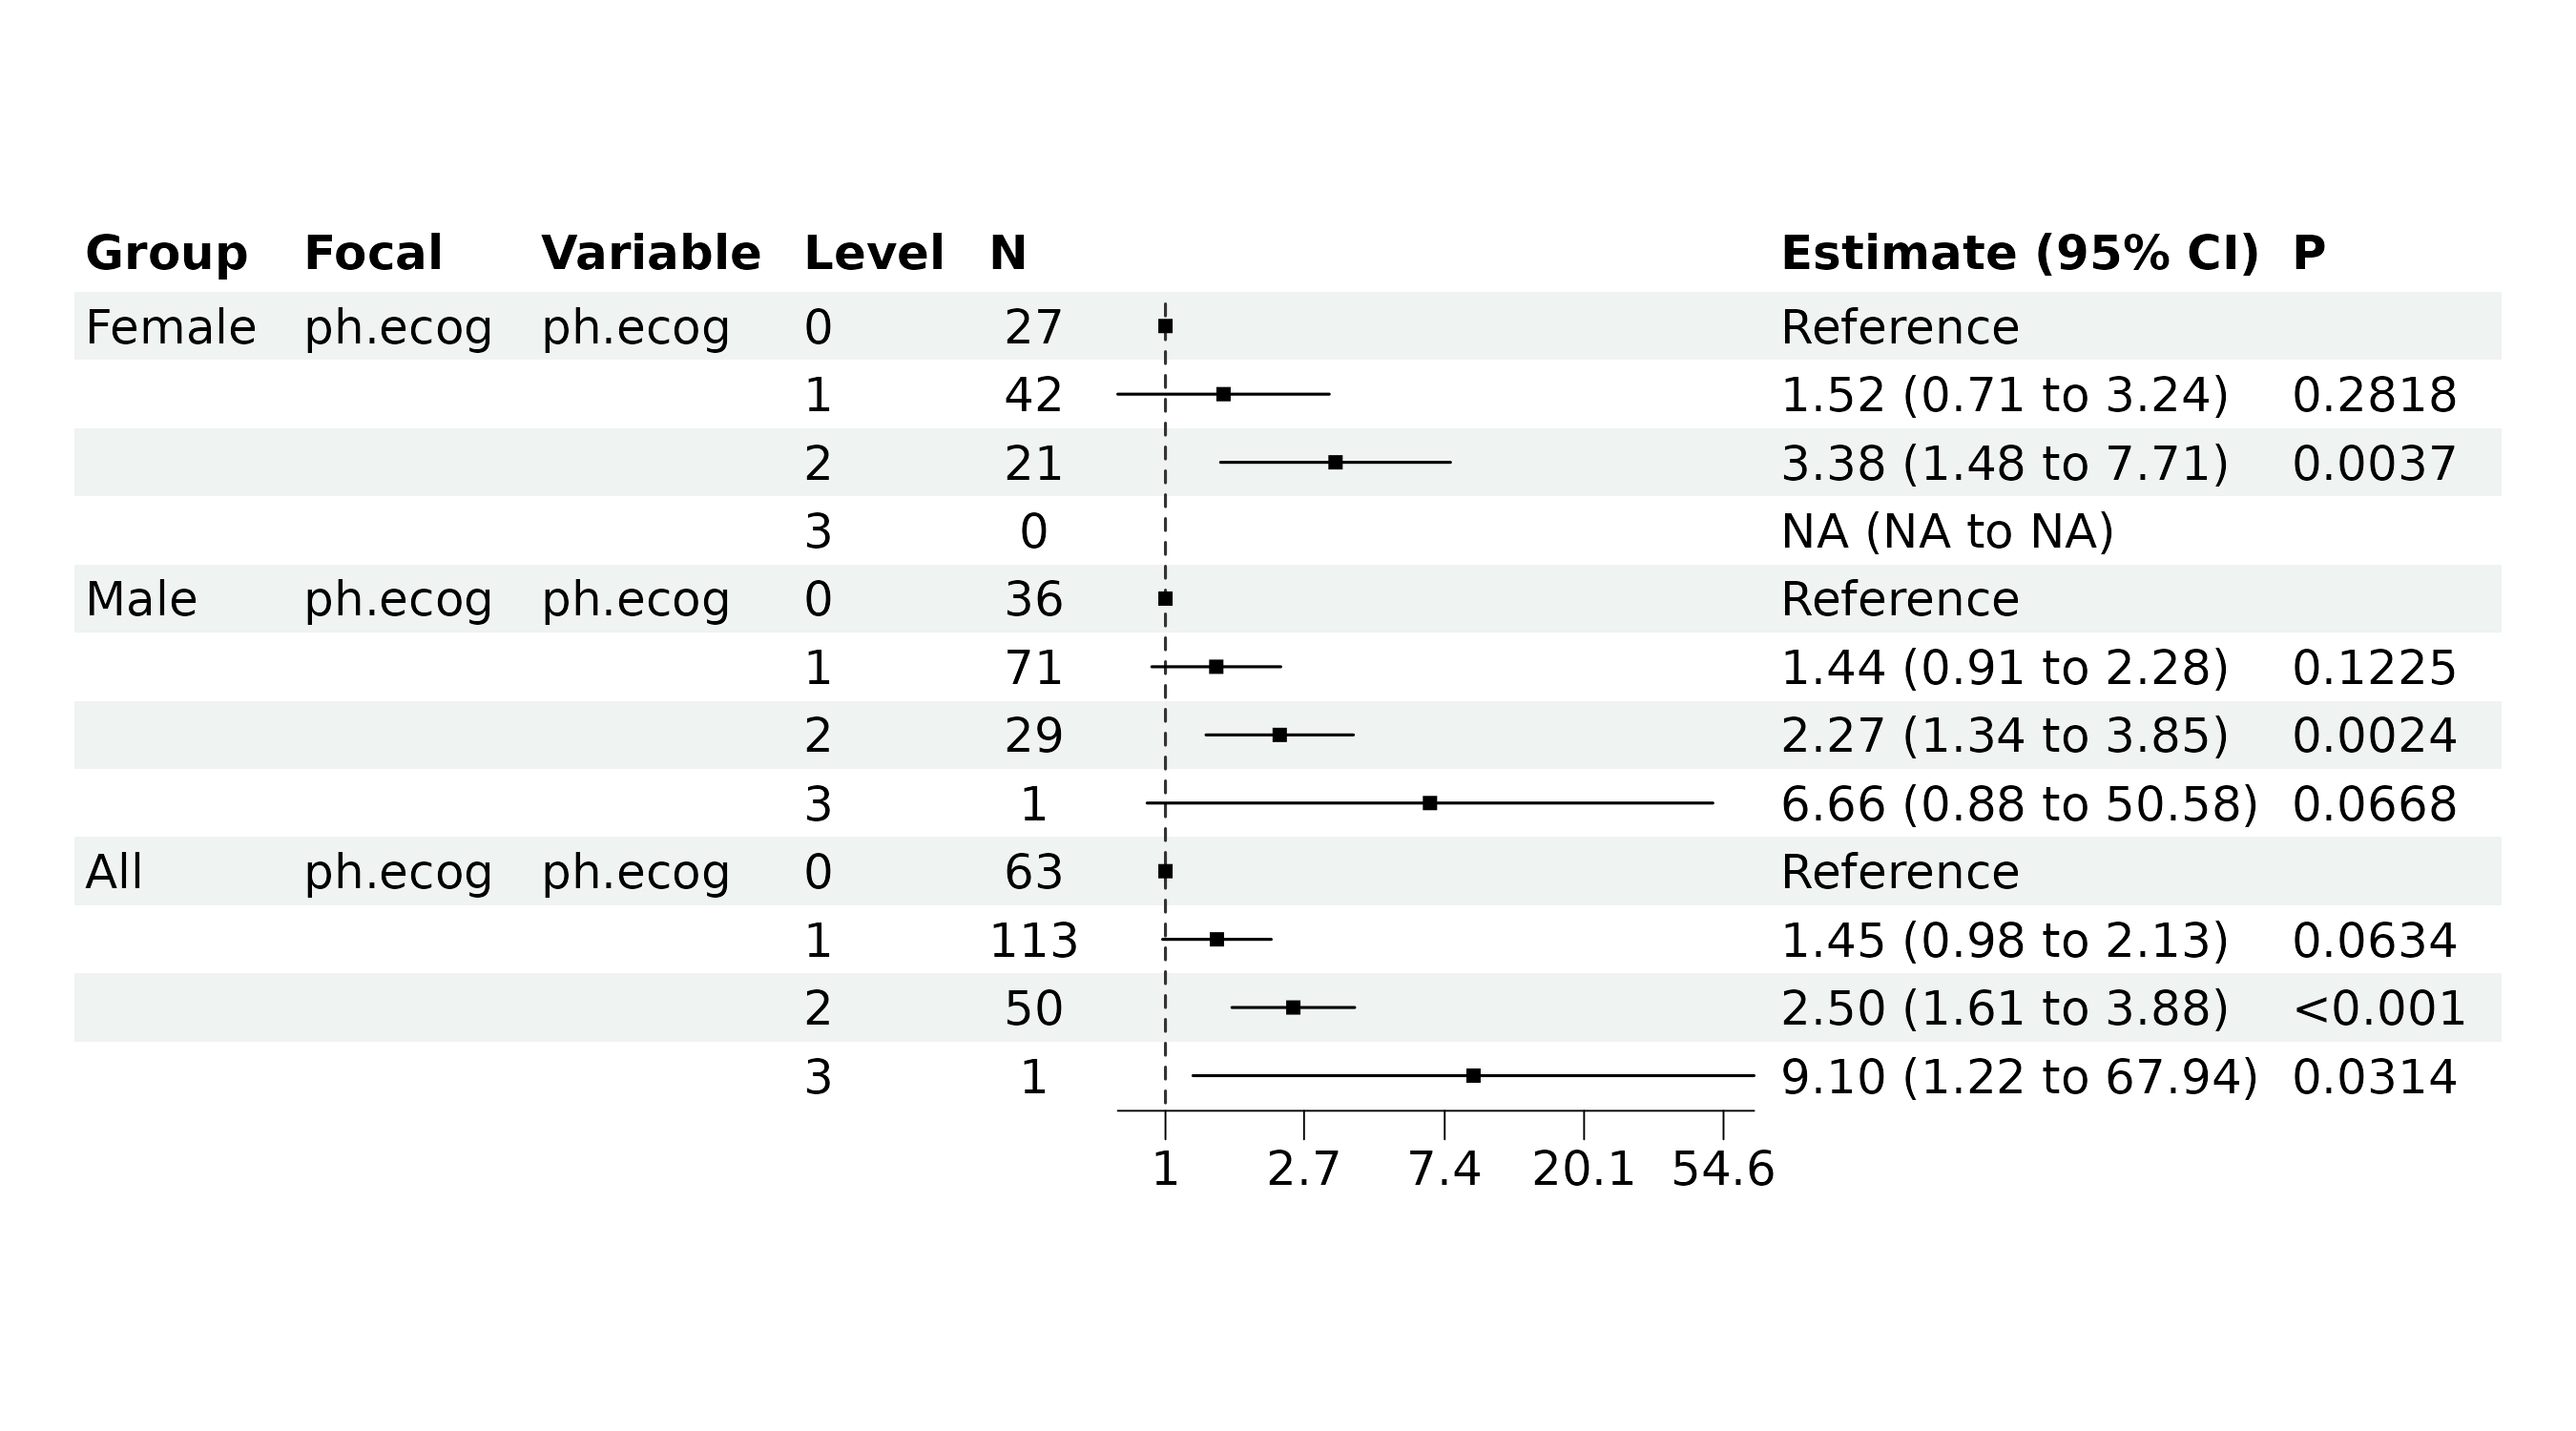 Group Focal Variable Level N Estimate (95% CI) P
Female ph.ecog ph.ecog 0 27 Reference
1 42 1.52 (0.71 to 3.24) 0.2818
2 21 3.38 (1.48 to 7.71) 0.0037
3 0 NA (NA to NA)
Male ph.ecog ph.ecog 0 36 Reference
1 71 1.44 (0.91 to 2.28) 0.1225
2 29 2.27 (1.34 to 3.85) 0.0024
3 1 6.66 (0.88 to 50.58) 0.0668
All ph.ecog ph.ecog 0 63 Reference
1 113 1.45 (0.98 to 2.13) 0.0634
2 50 2.50 (1.61 to 3.88) <0.001
3 1 9.10 (1.22 to 67.94) 0.0314
1 2.7 7.4 20.1 54.6